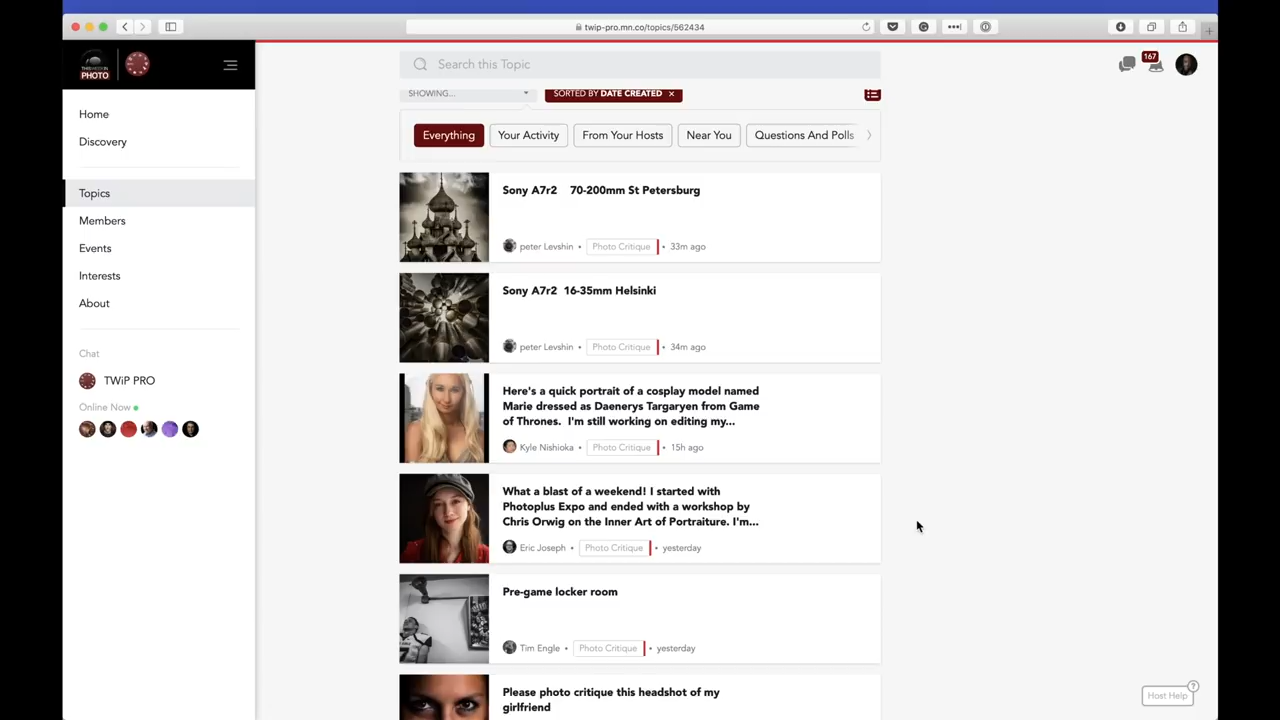 twip-pro.mn.co/topics/562434
THIS WEEK IN
PHOTO
Search this Topic
167
SHOWING...
SORTED BY DATE CREATED ×
Everything
Your Activity
From Your Hosts
Near You
Questions And Polls
Home
Discovery
Topics
Members
Events
Interests
About
Chat
TWiP PRO
Online Now
Sony A7r2 70-200mm St Petersburg
peter Levshin • Photo Critique • 33m ago
Sony A7r2 16-35mm Helsinki
peter Levshin • Photo Critique • 34m ago
Here's a quick portrait of a cosplay model named
Marie dressed as Daenerys Targaryen from Game
of Thrones. I'm still working on editing my...
Kyle Nishioka • Photo Critique • 15h ago
What a blast of a weekend! I started with
Photoplus Expo and ended with a workshop by
Chris Orwig on the Inner Art of Portraiture. I'm...
Eric Joseph • Photo Critique • yesterday
Pre-game locker room
Tim Engle • Photo Critique • yesterday
Please photo critique this headshot of my
girlfriend
Host Help
?